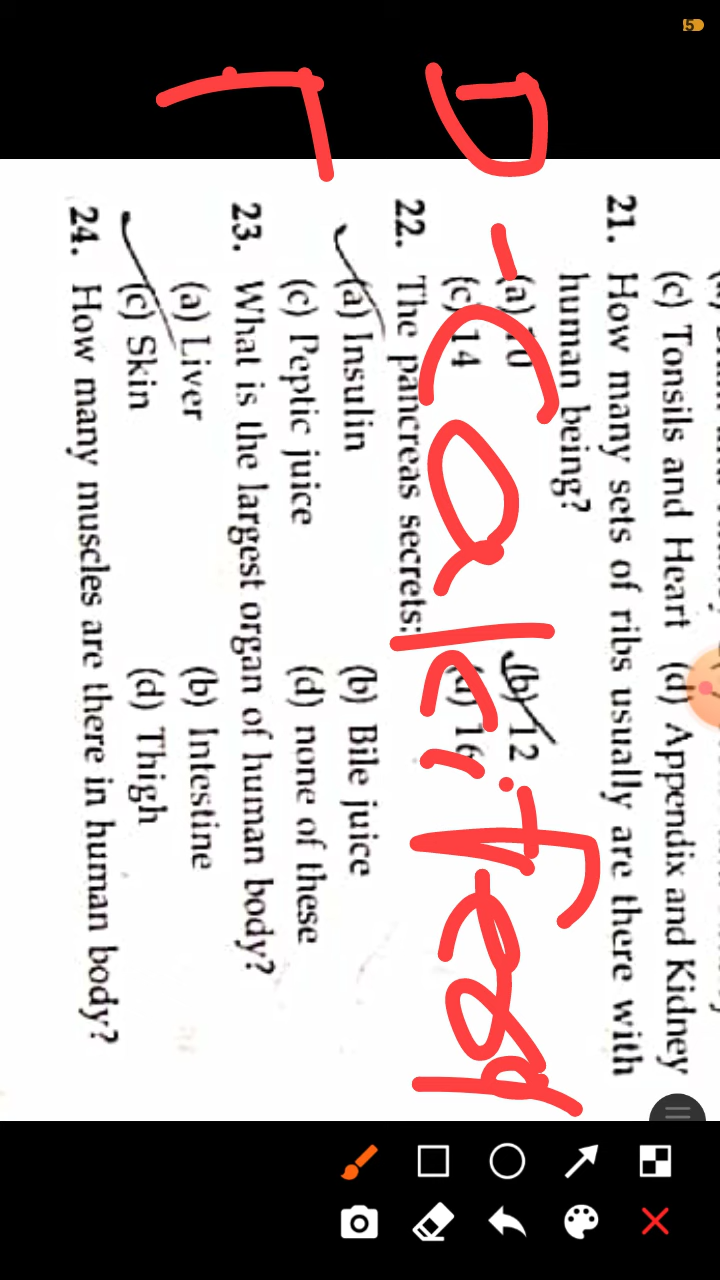 (c) Tonsils and Heart (d) Appendix and Kidney
21. How many sets of ribs usually are there with
human being?
(a) 10 (b) 12
(c) 14 (d) 16
22. The pancreas secrets:
(a) Insulin (b) Bile juice
(c) Peptic juice (d) none of these
23. What is the largest organ of human body?
(a) Liver (b) Intestine
(c) Skin (d) Thigh
24. How many muscles are there in human body?